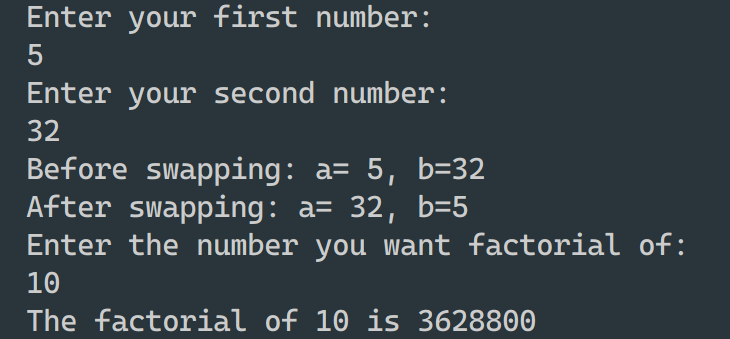 Enter your first number:
5
Enter your second number:
32
Before swapping: a= 5, b=32
After swapping: a= 32, b=5
Enter the number you want factorial of:
10
The factorial of 10 is 3628800